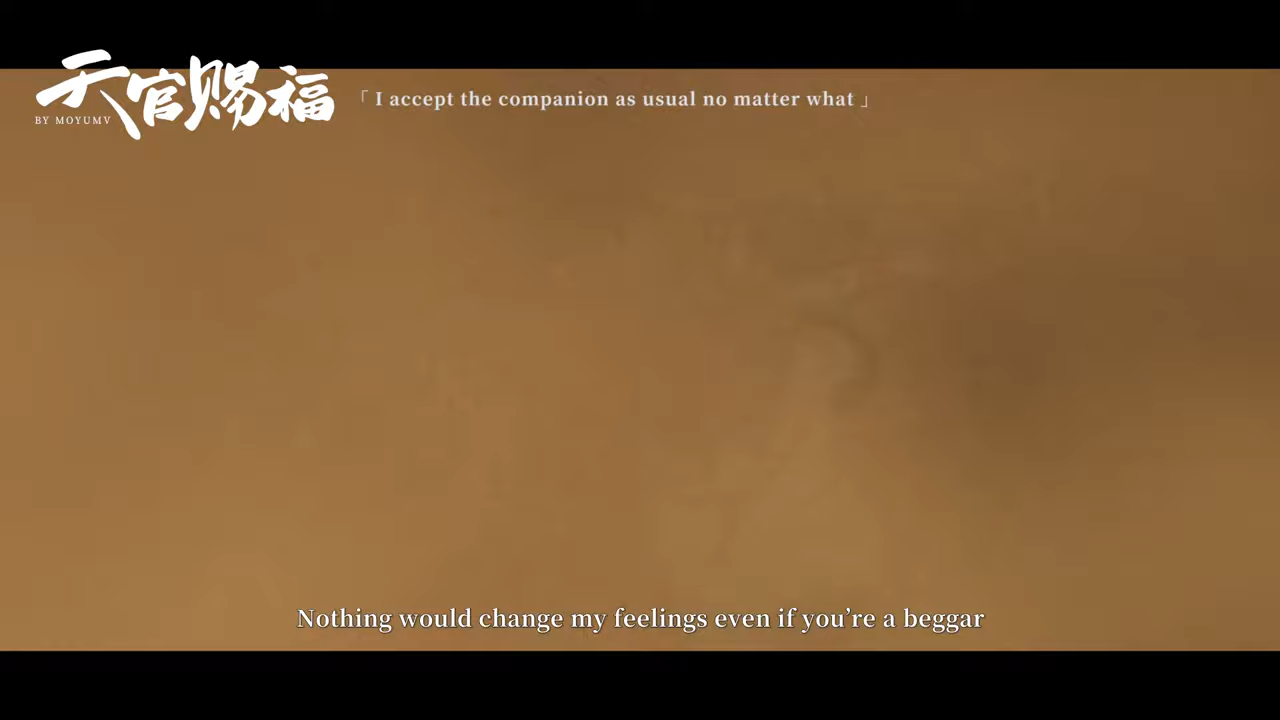 天官赐福
BY MOYUMV
「 I accept the companion as usual no matter what 」
Nothing would change my feelings even if you’re a beggar